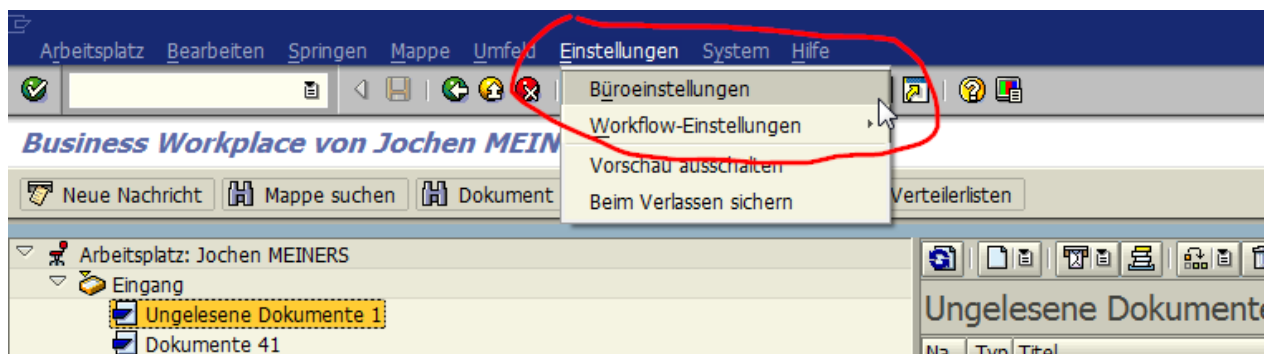 Arbeitsplatz Bearbeiten Springen Mappe Umfeld Einstellungen System Hilfe
Büroeinstellungen
Workflow-Einstellungen
Business Workplace von Jochen MEIN
Vorschau ausschalten
Neue Nachricht Mappe suchen Dokument Beim Verlassen sichern Verteilerlisten
Arbeitsplatz: Jochen MEINERS
Eingang
Ungelesene Dokumente 1 Ungelesene Dokumente
Dokumente 41
Na... Typ Titel